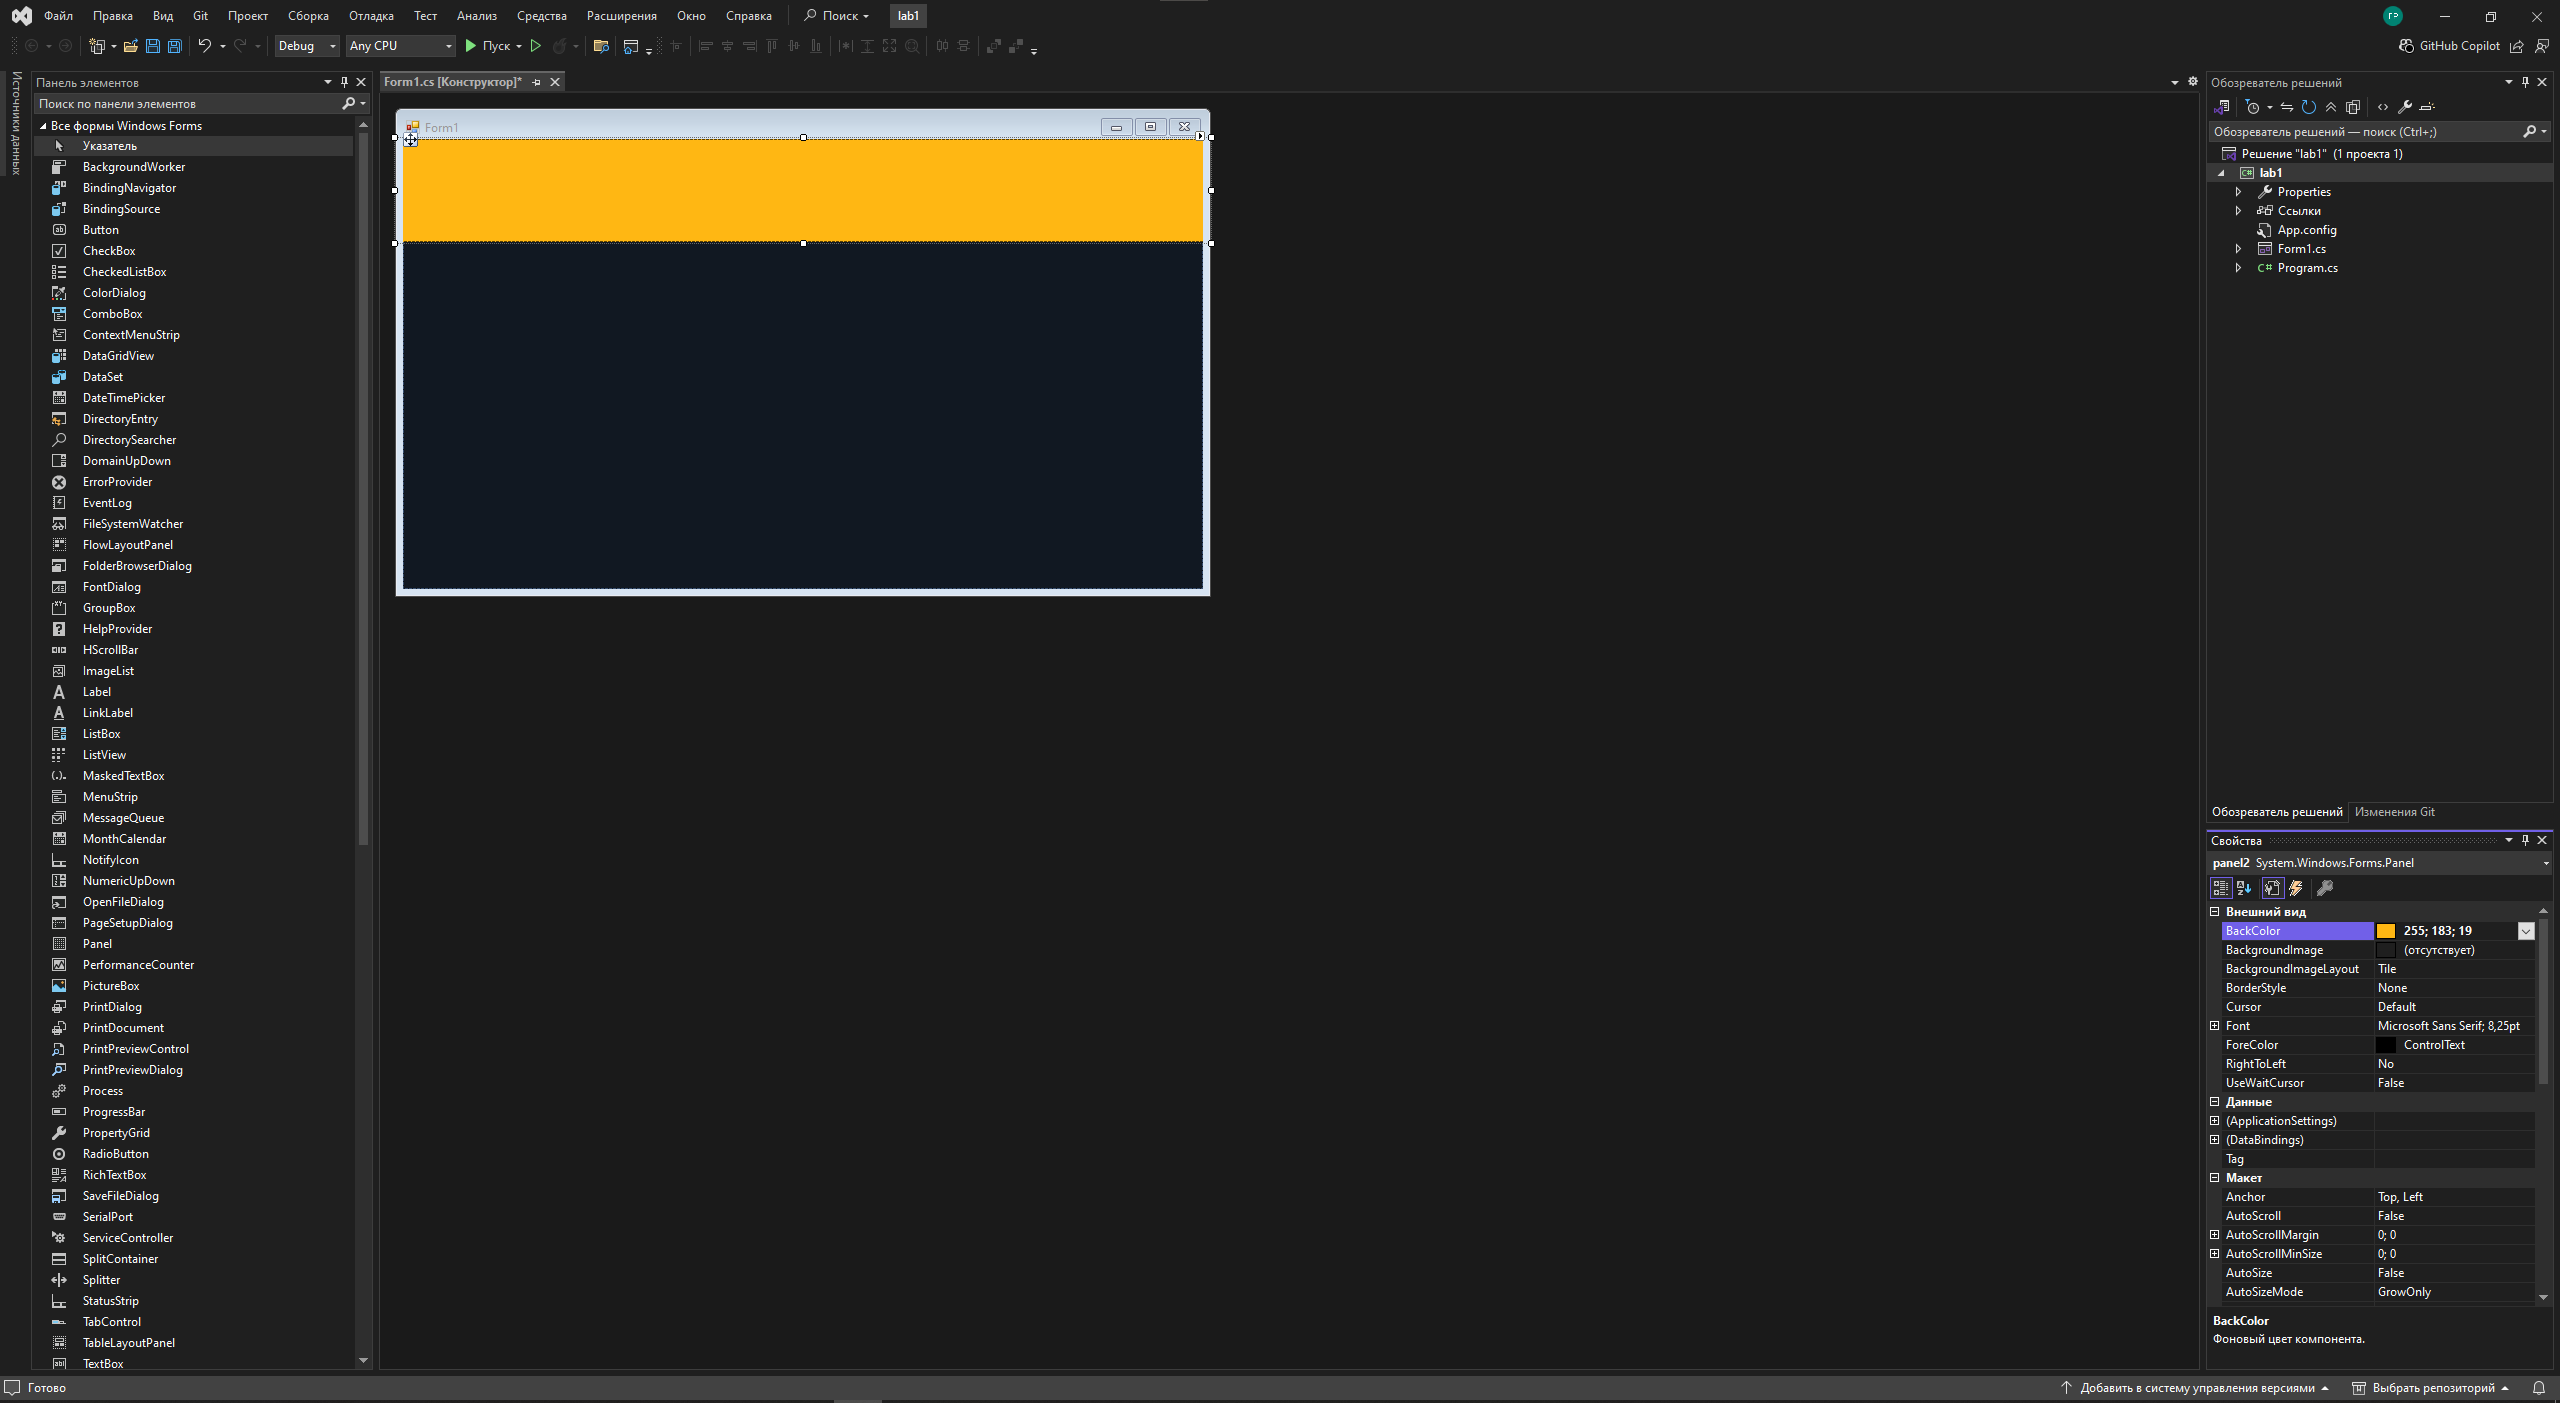 Файл Правка Вид Git Проект Сборка Отладка Тест Анализ Средства Расширения Окно Справка Поиск lab1 ГР
Debug Any CPU Пуск GitHub Copilot
Источники данных
Панель элементов
Поиск по панели элементов
Все формы Windows Forms
Указатель
BackgroundWorker
BindingNavigator
BindingSource
Button
CheckBox
CheckedListBox
ColorDialog
ComboBox
ContextMenuStrip
DataGridView
DataSet
DateTimePicker
DirectoryEntry
DirectorySearcher
DomainUpDown
ErrorProvider
EventLog
FileSystemWatcher
FlowLayoutPanel
FolderBrowserDialog
FontDialog
GroupBox
HelpProvider
HScrollBar
ImageList
Label
LinkLabel
ListBox
ListView
MaskedTextBox
MenuStrip
MessageQueue
MonthCalendar
NotifyIcon
NumericUpDown
OpenFileDialog
PageSetupDialog
Panel
PerformanceCounter
PictureBox
PrintDialog
PrintDocument
PrintPreviewControl
PrintPreviewDialog
Process
ProgressBar
PropertyGrid
RadioButton
RichTextBox
SaveFileDialog
SerialPort
ServiceController
SplitContainer
Splitter
StatusStrip
TabControl
TableLayoutPanel
TextBox
Form1.cs [Конструктор]*
Form1
Обозреватель решений
Обозреватель решений — поиск (Ctrl+;)
Решение "lab1" (1 проекта 1)
lab1
Properties
Ссылки
App.config
Form1.cs
Program.cs
Обозреватель решений Изменения Git
Свойства
panel2 System.Windows.Forms.Panel
Внешний вид
BackColor 255; 183; 19
BackgroundImage (отсутствует)
BackgroundImageLayout Tile
BorderStyle None
Cursor Default
Font Microsoft Sans Serif; 8,25pt
ForeColor ControlText
RightToLeft No
UseWaitCursor False
Данные
(ApplicationSettings)
(DataBindings)
Tag
Макет
Anchor Top, Left
AutoScroll False
AutoScrollMargin 0; 0
AutoScrollMinSize 0; 0
AutoSize False
AutoSizeMode GrowOnly
BackColor
Фоновый цвет компонента.
Готово Добавить в систему управления версиями Выбрать репозиторий